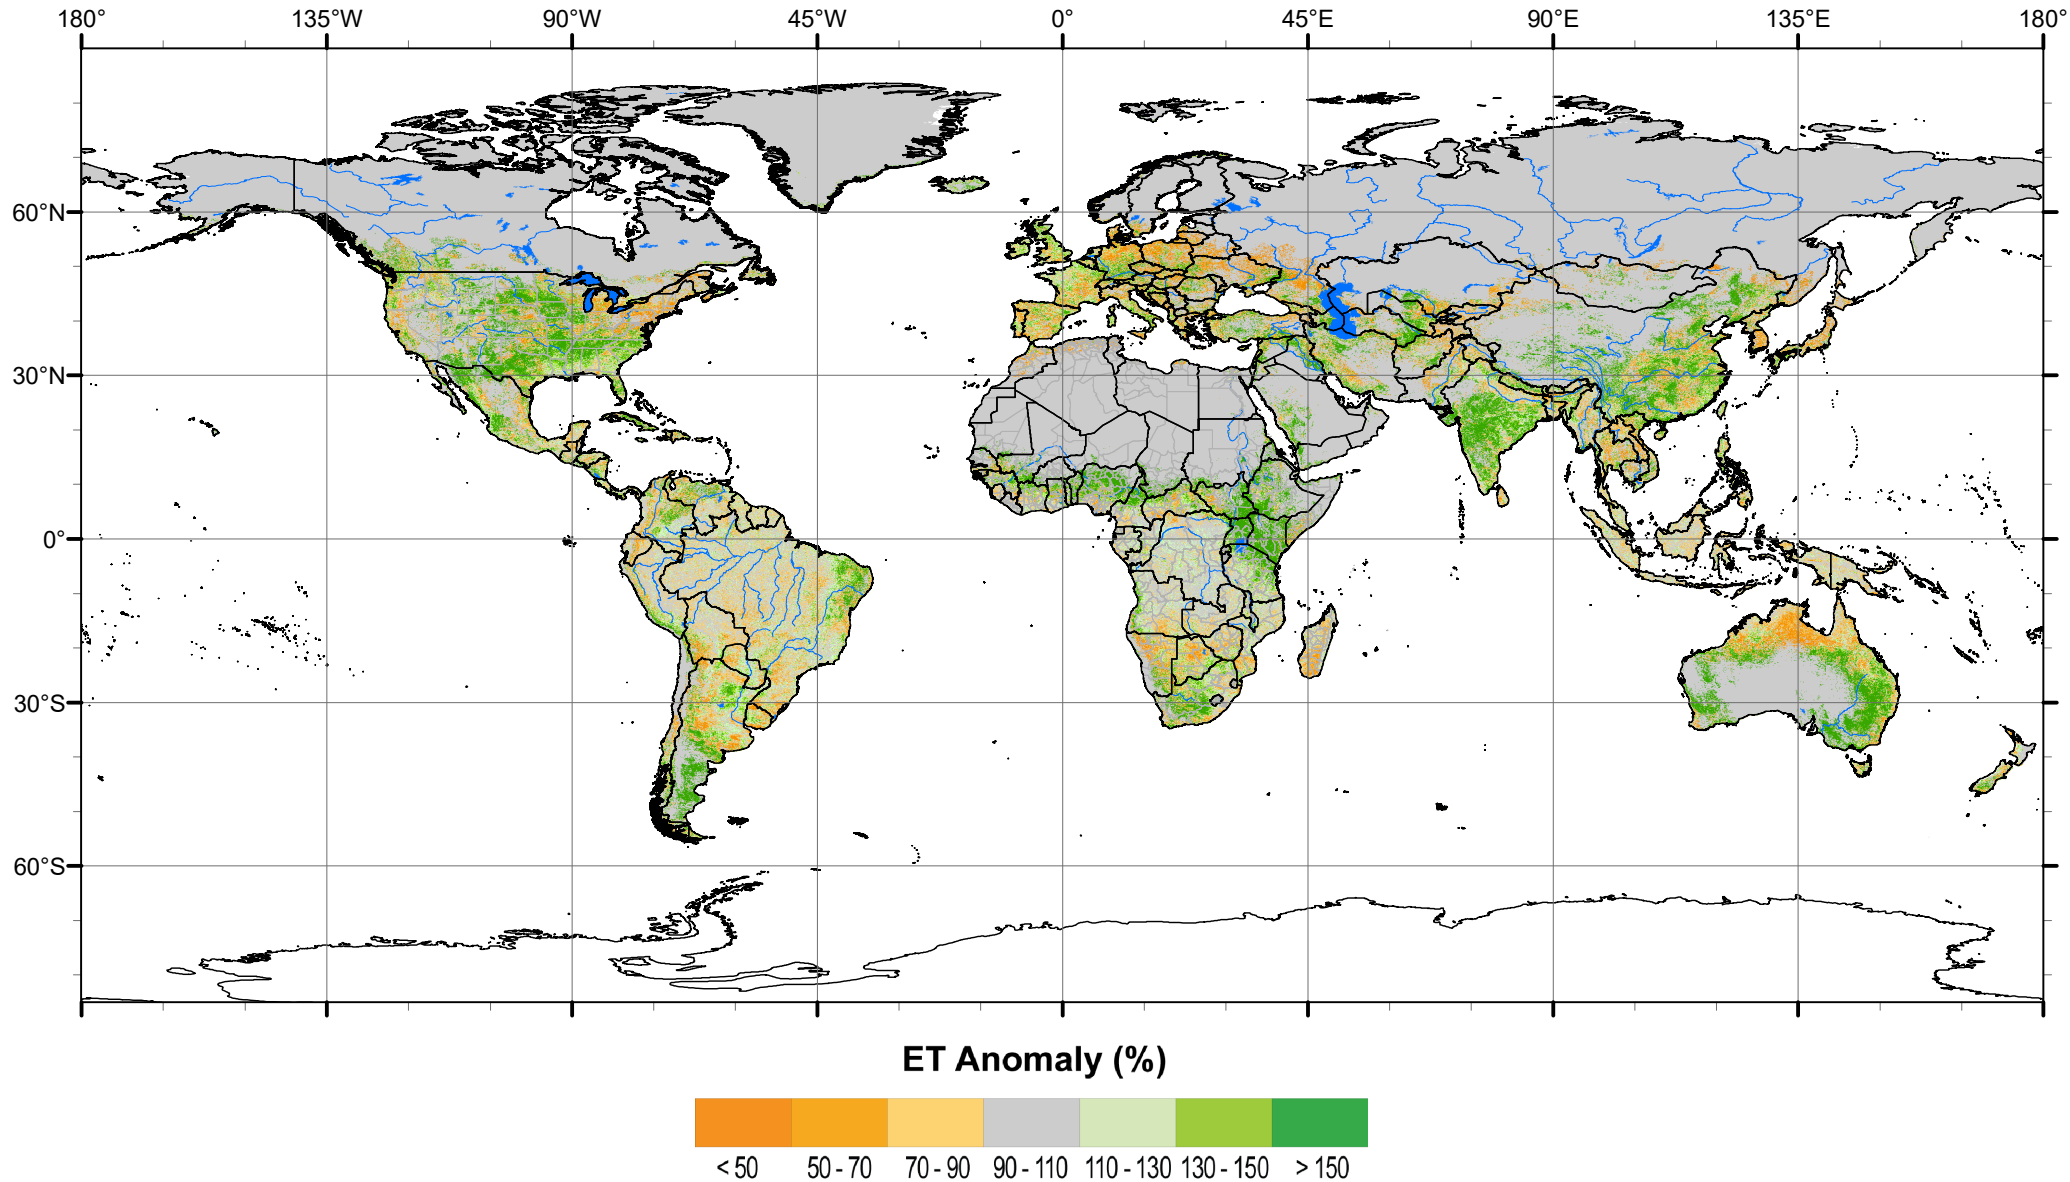 180° 135°W 90°W 45°W 0° 45°E 90°E 135°E 180°
60°N
30°N
0°
30°S
60°S
ET Anomaly (%)
< 50 50 - 70 70 - 90 90 - 110 110 - 130 130 - 150 > 150